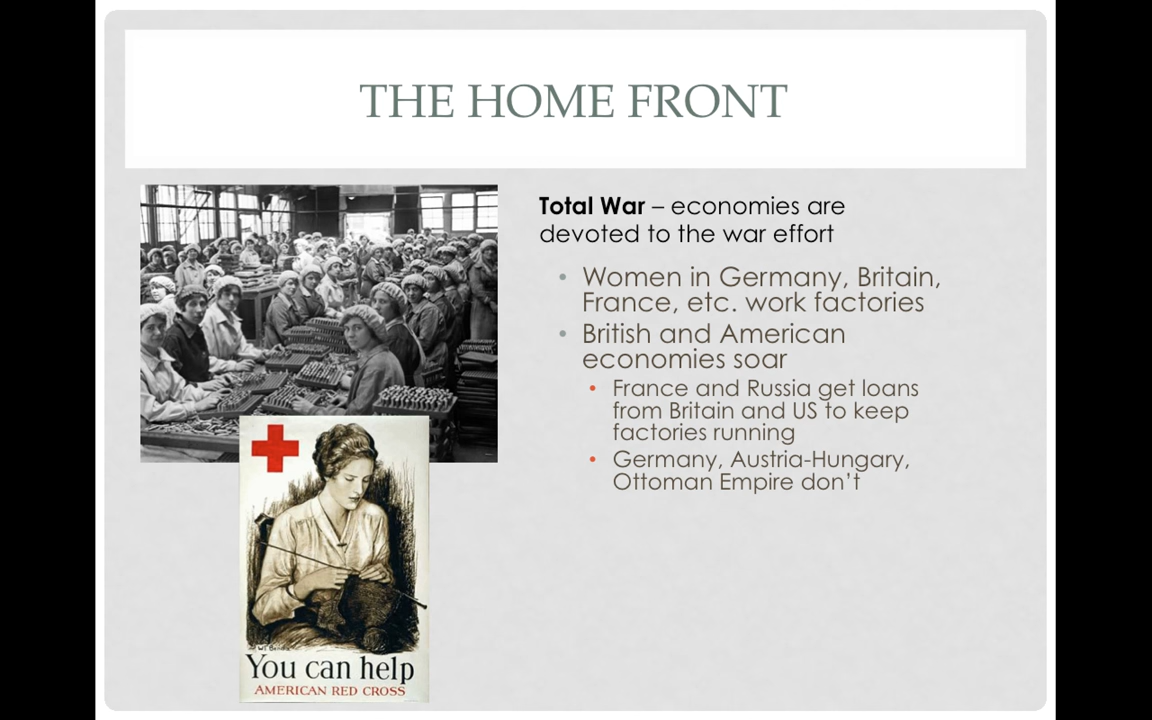 THE HOME FRONT
Total War – economies are
devoted to the war effort
• Women in Germany, Britain,
France, etc. work factories
• British and American
economies soar
• France and Russia get loans
from Britain and US to keep
factories running
• Germany, Austria-Hungary,
Ottoman Empire don’t
You can help
AMERICAN RED CROSS